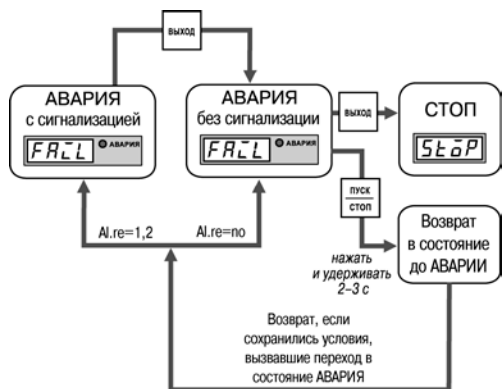 ВЫХОД
АВАРИЯ
с сигнализацией
FAIL АВАРИЯ
АВАРИЯ
без сигнализации
FAIL АВАРИЯ
ВЫХОД
СТОП
StoP
ПУСК
СТОП
Al.re=1,2
Al.re=no
нажать
и удерживать
2–3 с
Возврат
в состояние
до АВАРИИ
Возврат, если
сохранились условия,
вызвавшие переход в
состояние АВАРИЯ